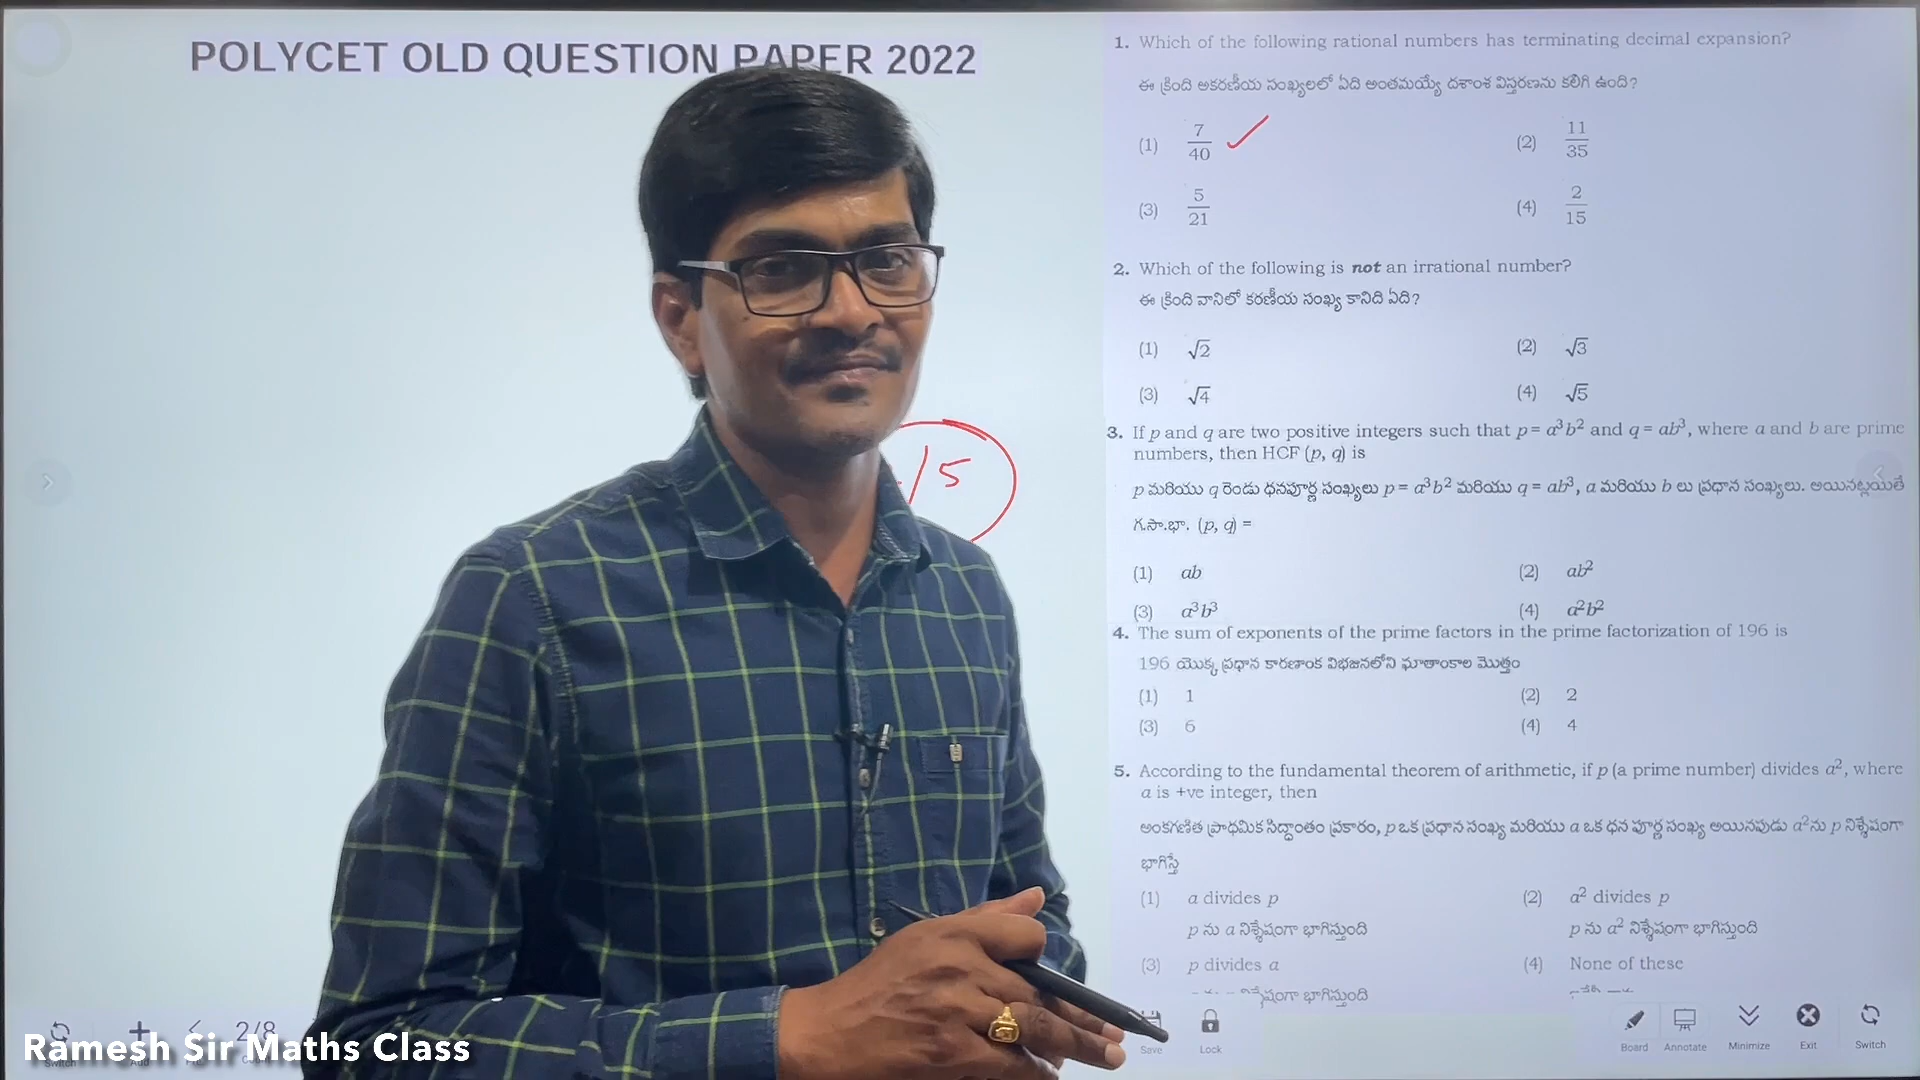 POLYCET OLD QUESTION PAPER 2022
1. Which of the following rational numbers has terminating decimal expansion?
ఈ క్రింది అకరణీయ సంఖ్యలలో ఏది అంతమయ్యే దశాంశ విస్తరణను కలిగి ఉంది?
(1) 7/40 ✓ (2) 11/35
(3) 5/21 (4) 2/15
2. Which of the following is not an irrational number?
ఈ క్రింది వానిలో కరణీయ సంఖ్య కానిది ఏది?
(1) √2 (2) √3
(3) √4 (4) √5
3. If p and q are two positive integers such that p = a³b² and q = ab³, where a and b are prime
numbers, then HCF (p, q) is
p మరియు q రెండు ధనపూర్ణ సంఖ్యలు p = a³b² మరియు q = ab³, a మరియు b లు ప్రధాన సంఖ్యలు. అయినట్లయితే
గ.సా.భా. (p, q) =
(1) ab (2) ab²
(3) a³b³ (4) a²b²
4. The sum of exponents of the prime factors in the prime factorization of 196 is
196 యొక్క ప్రధాన కారణాంక విభజనలోని ఘాతాంకాల మొత్తం
(1) 1 (2) 2
(3) 6 (4) 4
5. According to the fundamental theorem of arithmetic, if p (a prime number) divides a², where
a is +ve integer, then
అంకగణిత ప్రాథమిక సిద్ధాంతం ప్రకారం, p ఒక ప్రధాన సంఖ్య మరియు a ఒక ధన పూర్ణ సంఖ్య అయినపుడు a² ను p నిశ్శేషంగా
భాగిస్తే
(1) a divides p (2) a² divides p
p ను a నిశ్శేషంగా భాగిస్తుంది p ను a² నిశ్శేషంగా భాగిస్తుంది
(3) p divides a (4) None of these
భాగిస్తుంది
/5
2/8
Save Lock Board Annotate Minimize Exit Switch
Ramesh Sir Maths Class